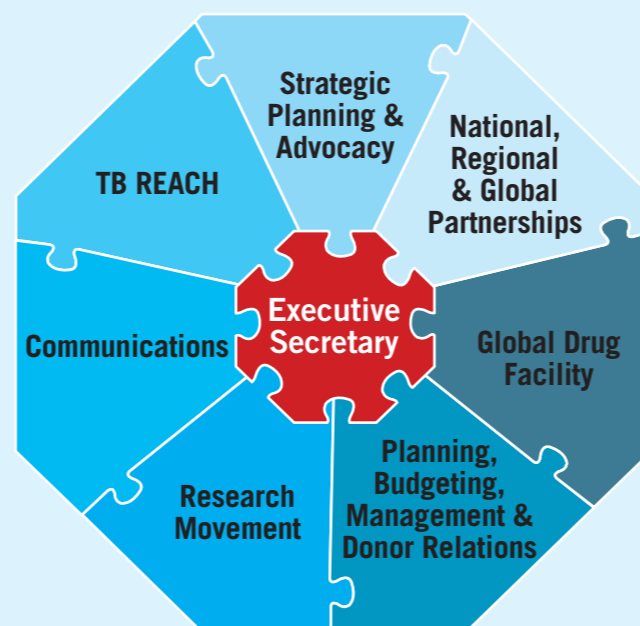 Strategic
Planning &
Advocacy
National,
Regional
& Global
Partnerships
TB REACH
Executive
Secretary
Communications
Global Drug
Facility
Planning,
Budgeting,
Management &
Donor Relations
Research
Movement